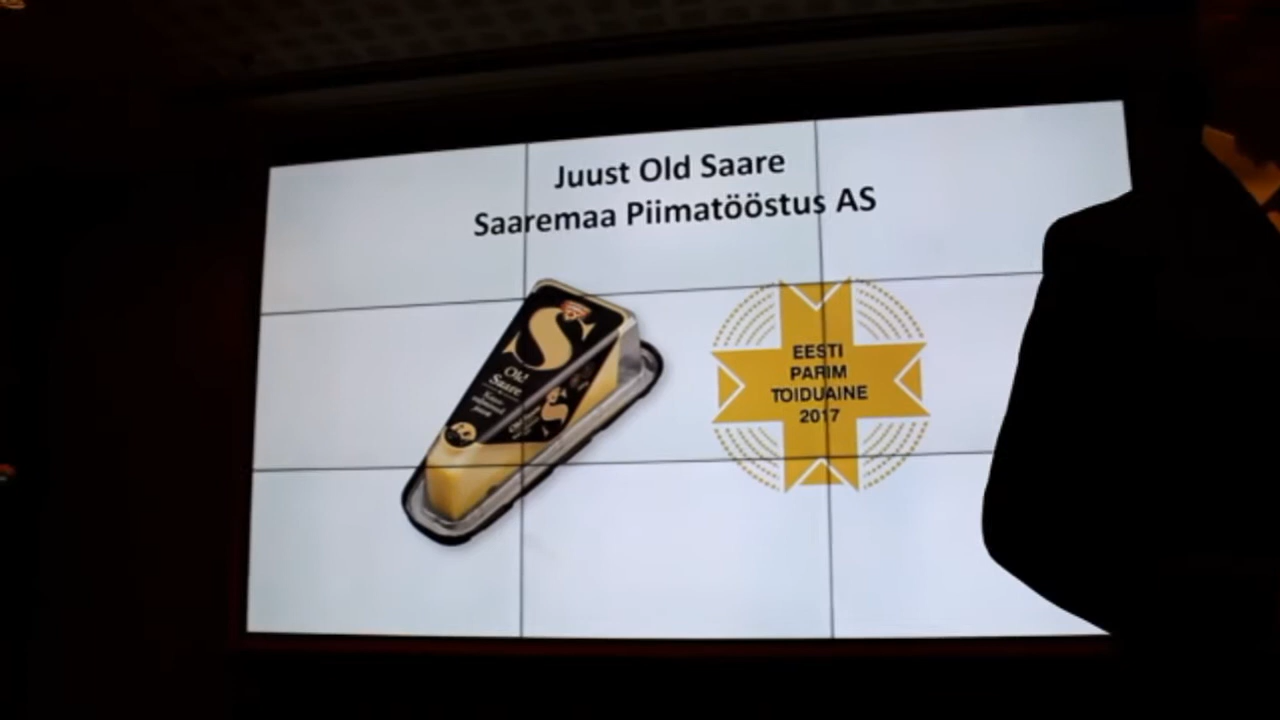 Juust Old Saare
Saaremaa Piimatööstus AS
S
Old
Saare
EESTI
PARIM
TOIDUAINE
2017